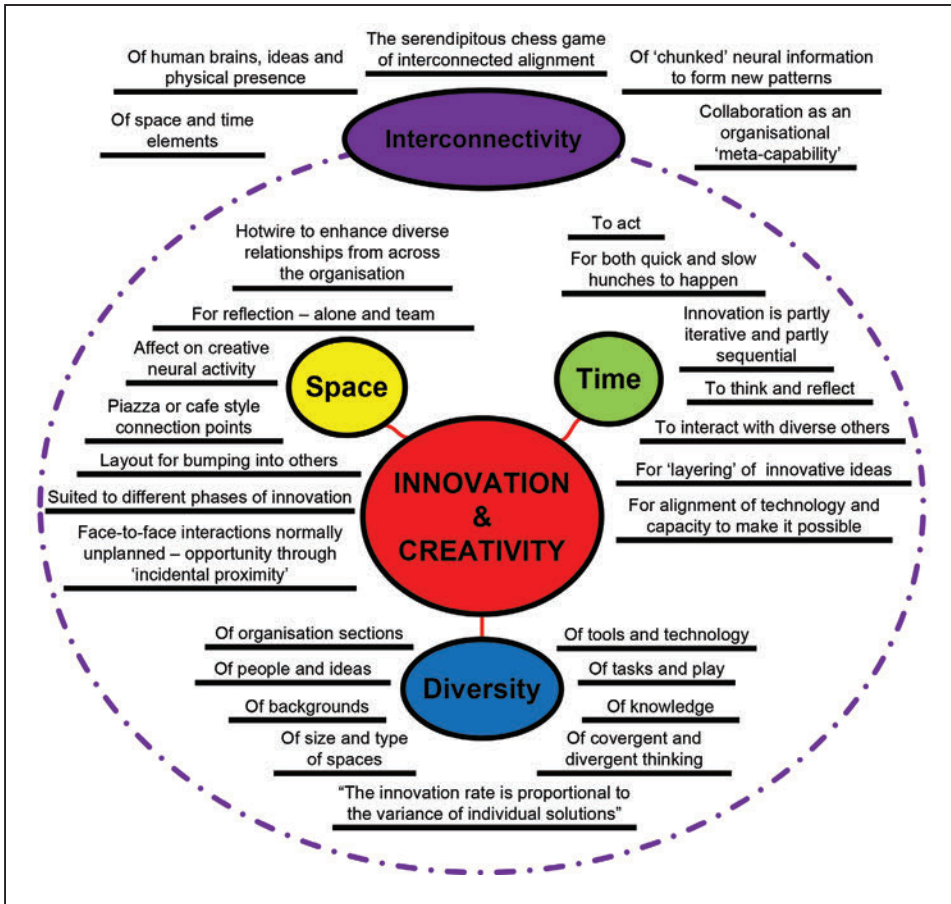 Of human brains, ideas and
physical presence
The serendipitous chess game
of interconnected alignment
Of ‘chunked’ neural information
to form new patterns
Of space and time
elements
Interconnectivity
Collaboration as an
organisational
‘meta-capability’
Hotwire to enhance diverse
relationships from across
the organisation
For reflection – alone and team
Affect on creative
neural activity
Space
Piazza or cafe style
connection points
Layout for bumping into others
Suited to different phases of innovation
Face-to-face interactions normally
unplanned – opportunity through
‘incidental proximity’
To act
For both quick and slow
hunches to happen
Innovation is partly
iterative and partly
sequential
Time
To think and reflect
To interact with diverse others
For ‘layering’ of innovative ideas
For alignment of technology and
capacity to make it possible
INNOVATION
&
CREATIVITY
Of organisation sections
Of people and ideas
Of backgrounds
Of size and type
of spaces
Diversity
Of tools and technology
Of tasks and play
Of knowledge
Of covergent and
divergent thinking
“The innovation rate is proportional to
the variance of individual solutions”